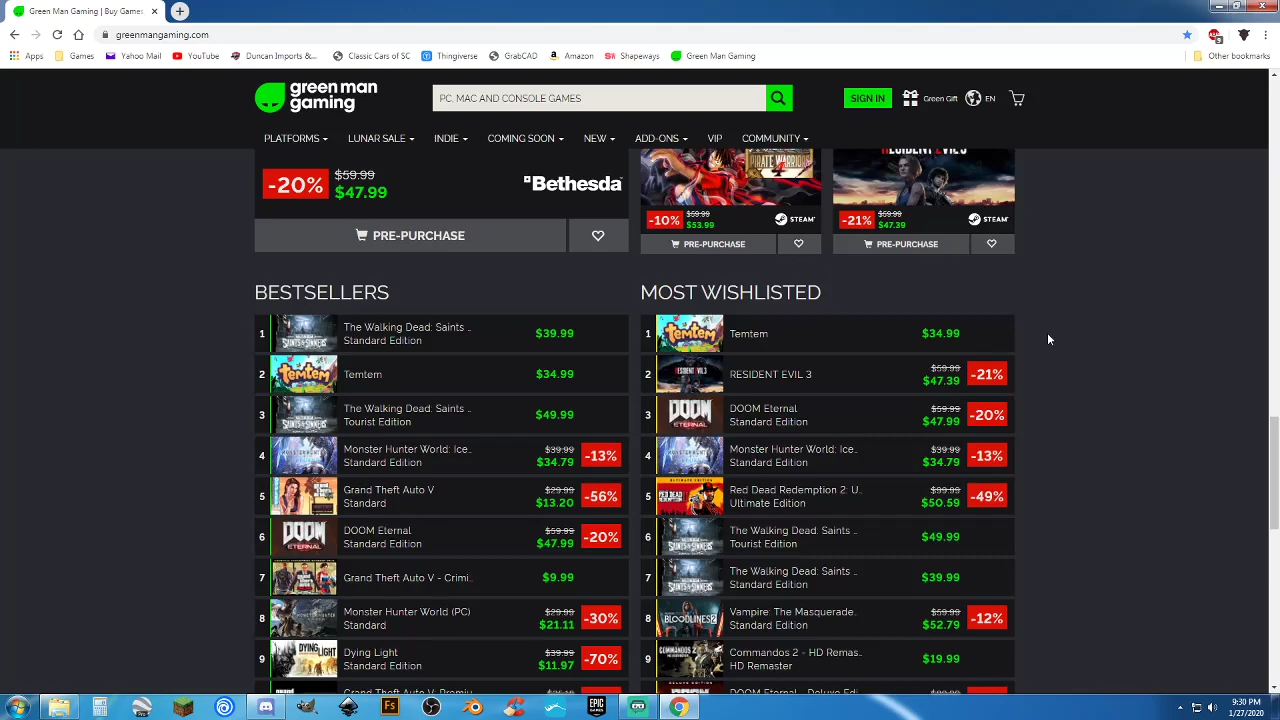 Green Man Gaming | Buy Games
greenmangaming.com
Apps
Games
Yahoo Mail
YouTube
Duncan Imports &...
Classic Cars of SC
Thingiverse
GrabCAD
Amazon
Shapeways
Green Man Gaming
Other bookmarks
green man
gaming
PC, MAC AND CONSOLE GAMES
SIGN IN
Green Gift
EN
PLATFORMS
LUNAR SALE
INDIE
COMING SOON
NEW
ADD-ONS
VIP
COMMUNITY
-20%
$59.99
$47.99
Bethesda
PRE-PURCHASE
PIRATE WARRIORS
4
-10%
$59.99
$53.99
STEAM
PRE-PURCHASE
RESIDENT EVIL 3
-21%
$59.99
$47.39
STEAM
PRE-PURCHASE
BESTSELLERS
1
The Walking Dead: Saints ..
Standard Edition
$39.99
2
Temtem
$34.99
3
The Walking Dead: Saints ..
Tourist Edition
$49.99
4
Monster Hunter World: Ice..
Standard Edition
$39.99
$34.79
-13%
5
Grand Theft Auto V
Standard
$29.99
$13.20
-56%
6
DOOM Eternal
Standard Edition
$59.99
$47.99
-20%
7
Grand Theft Auto V - Crimi..
$9.99
8
Monster Hunter World (PC)
Standard
$29.99
$21.11
-30%
9
Dying Light
Standard Edition
$39.99
$11.97
-70%
MOST WISHLISTED
1
Temtem
$34.99
2
RESIDENT EVIL 3
$59.99
$47.39
-21%
3
DOOM Eternal
Standard Edition
$59.99
$47.99
-20%
4
Monster Hunter World: Ice..
Standard Edition
$39.99
$34.79
-13%
5
Red Dead Redemption 2: U..
Ultimate Edition
$99.99
$50.59
-49%
6
The Walking Dead: Saints ..
Tourist Edition
$49.99
7
The Walking Dead: Saints ..
Standard Edition
$39.99
8
Vampire: The Masquerade..
Standard Edition
$59.99
$52.79
-12%
9
Commandos 2 - HD Remas..
HD Remaster
$19.99
9:30 PM
1/27/2020